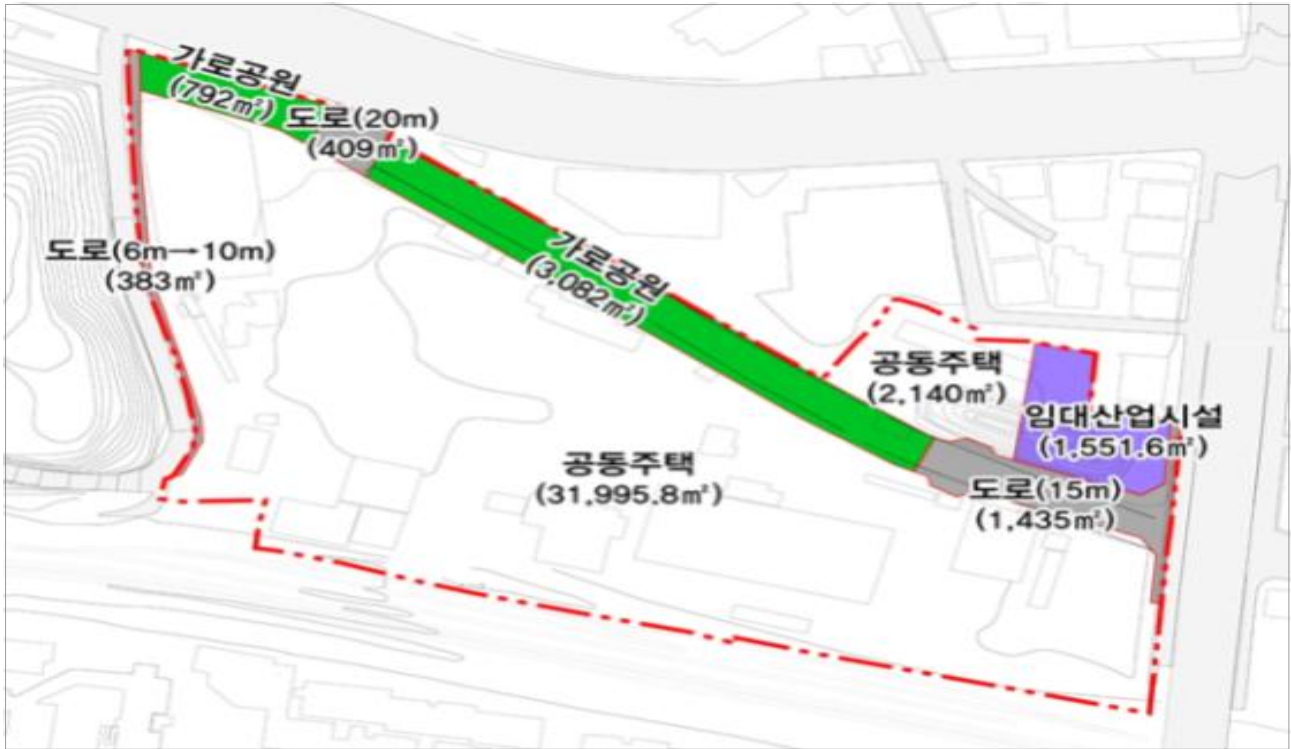 가로공원
(792㎡)
도로(20m)
(409㎡)
도로(6m→10m)
(383㎡)
가로공원
(3,082㎡)
공동주택
(2,140㎡)
임대산업시설
(1,551.6㎡)
공동주택
(31,995.8㎡)
도로(15m)
(1,435㎡)